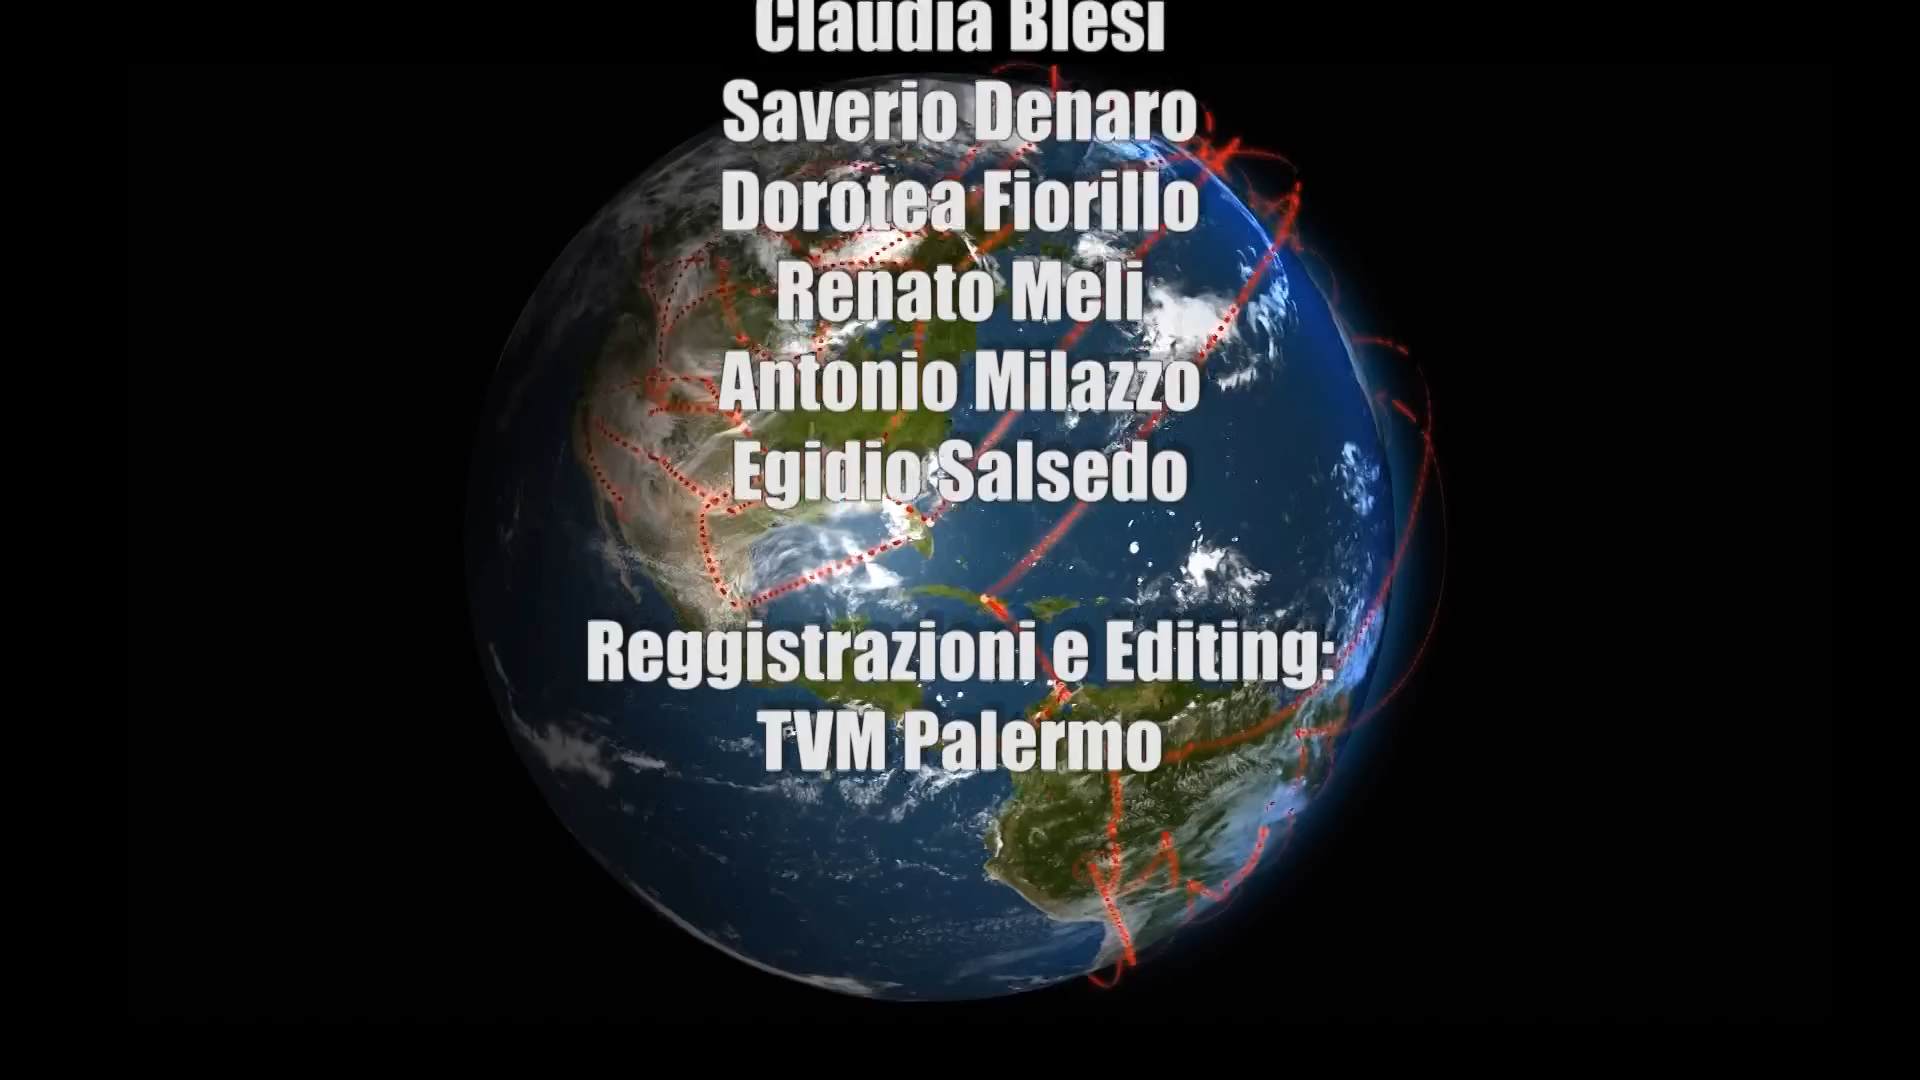 Claudia Blesi
Saverio Denaro
Dorotea Fiorillo
Renato Meli
Antonio Milazzo
Egidio Salsedo
Reggistrazioni e Editing:
TVM Palermo